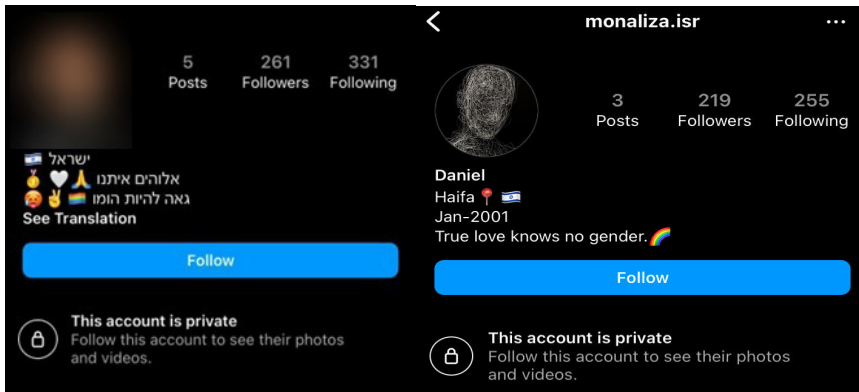 5 261 331
Posts Followers Following
ישראל 🇮🇱
אלוהים איתנו 🙏🤍🥇
גאה להיות הומו 🏳️‍🌈✌️🥵
See Translation
Follow
This account is private
Follow this account to see their photos
and videos.
monaliza.isr
3 219 255
Posts Followers Following
Daniel
Haifa 📍 🇮🇱
Jan-2001
True love knows no gender.🌈
Follow
This account is private
Follow this account to see their photos
and videos.